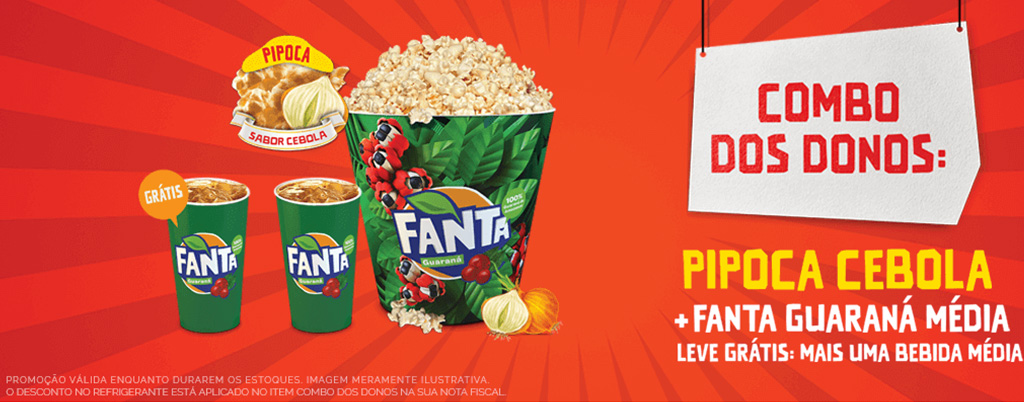 PIPOCA
SABOR CEBOLA
GRÁTIS
FANTA
Guaraná
FANTA
Guaraná
FANTA
Guaraná
100%
COMBO
DOS DONOS:
PIPOCA CEBOLA
+ FANTA GUARANÁ MÉDIA
LEVE GRÁTIS: MAIS UMA BEBIDA MÉDIA
PROMOÇÃO VÁLIDA ENQUANTO DURAREM OS ESTOQUES. IMAGEM MERAMENTE ILUSTRATIVA.
O DESCONTO NO REFRIGERANTE ESTÁ APLICADO NO ITEM COMBO DOS DONOS NA SUA NOTA FISCAL.